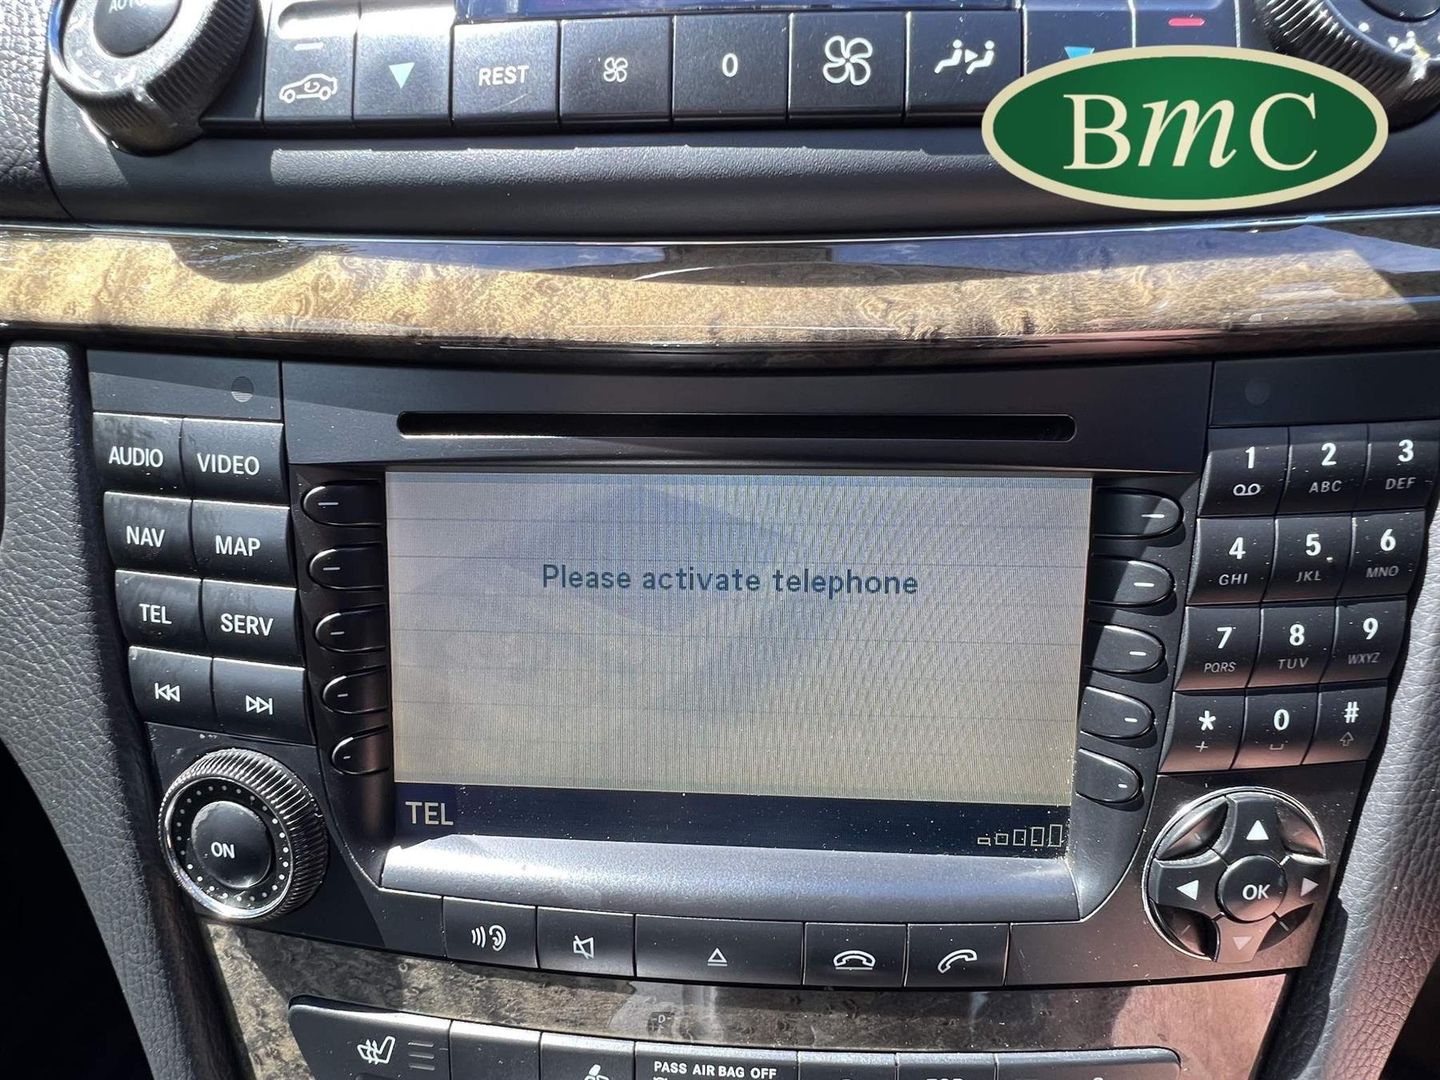 AUTO
REST
0
BmC
AUDIO VIDEO
NAV MAP
TEL SERV
ON
Please activate telephone
TEL
1 2 ABC 3 DEF
4 GHI 5 JKL 6 MNO
7 PQRS 8 TUV 9 WXYZ
* + 0 #
OK
PASS AIR BAG OFF